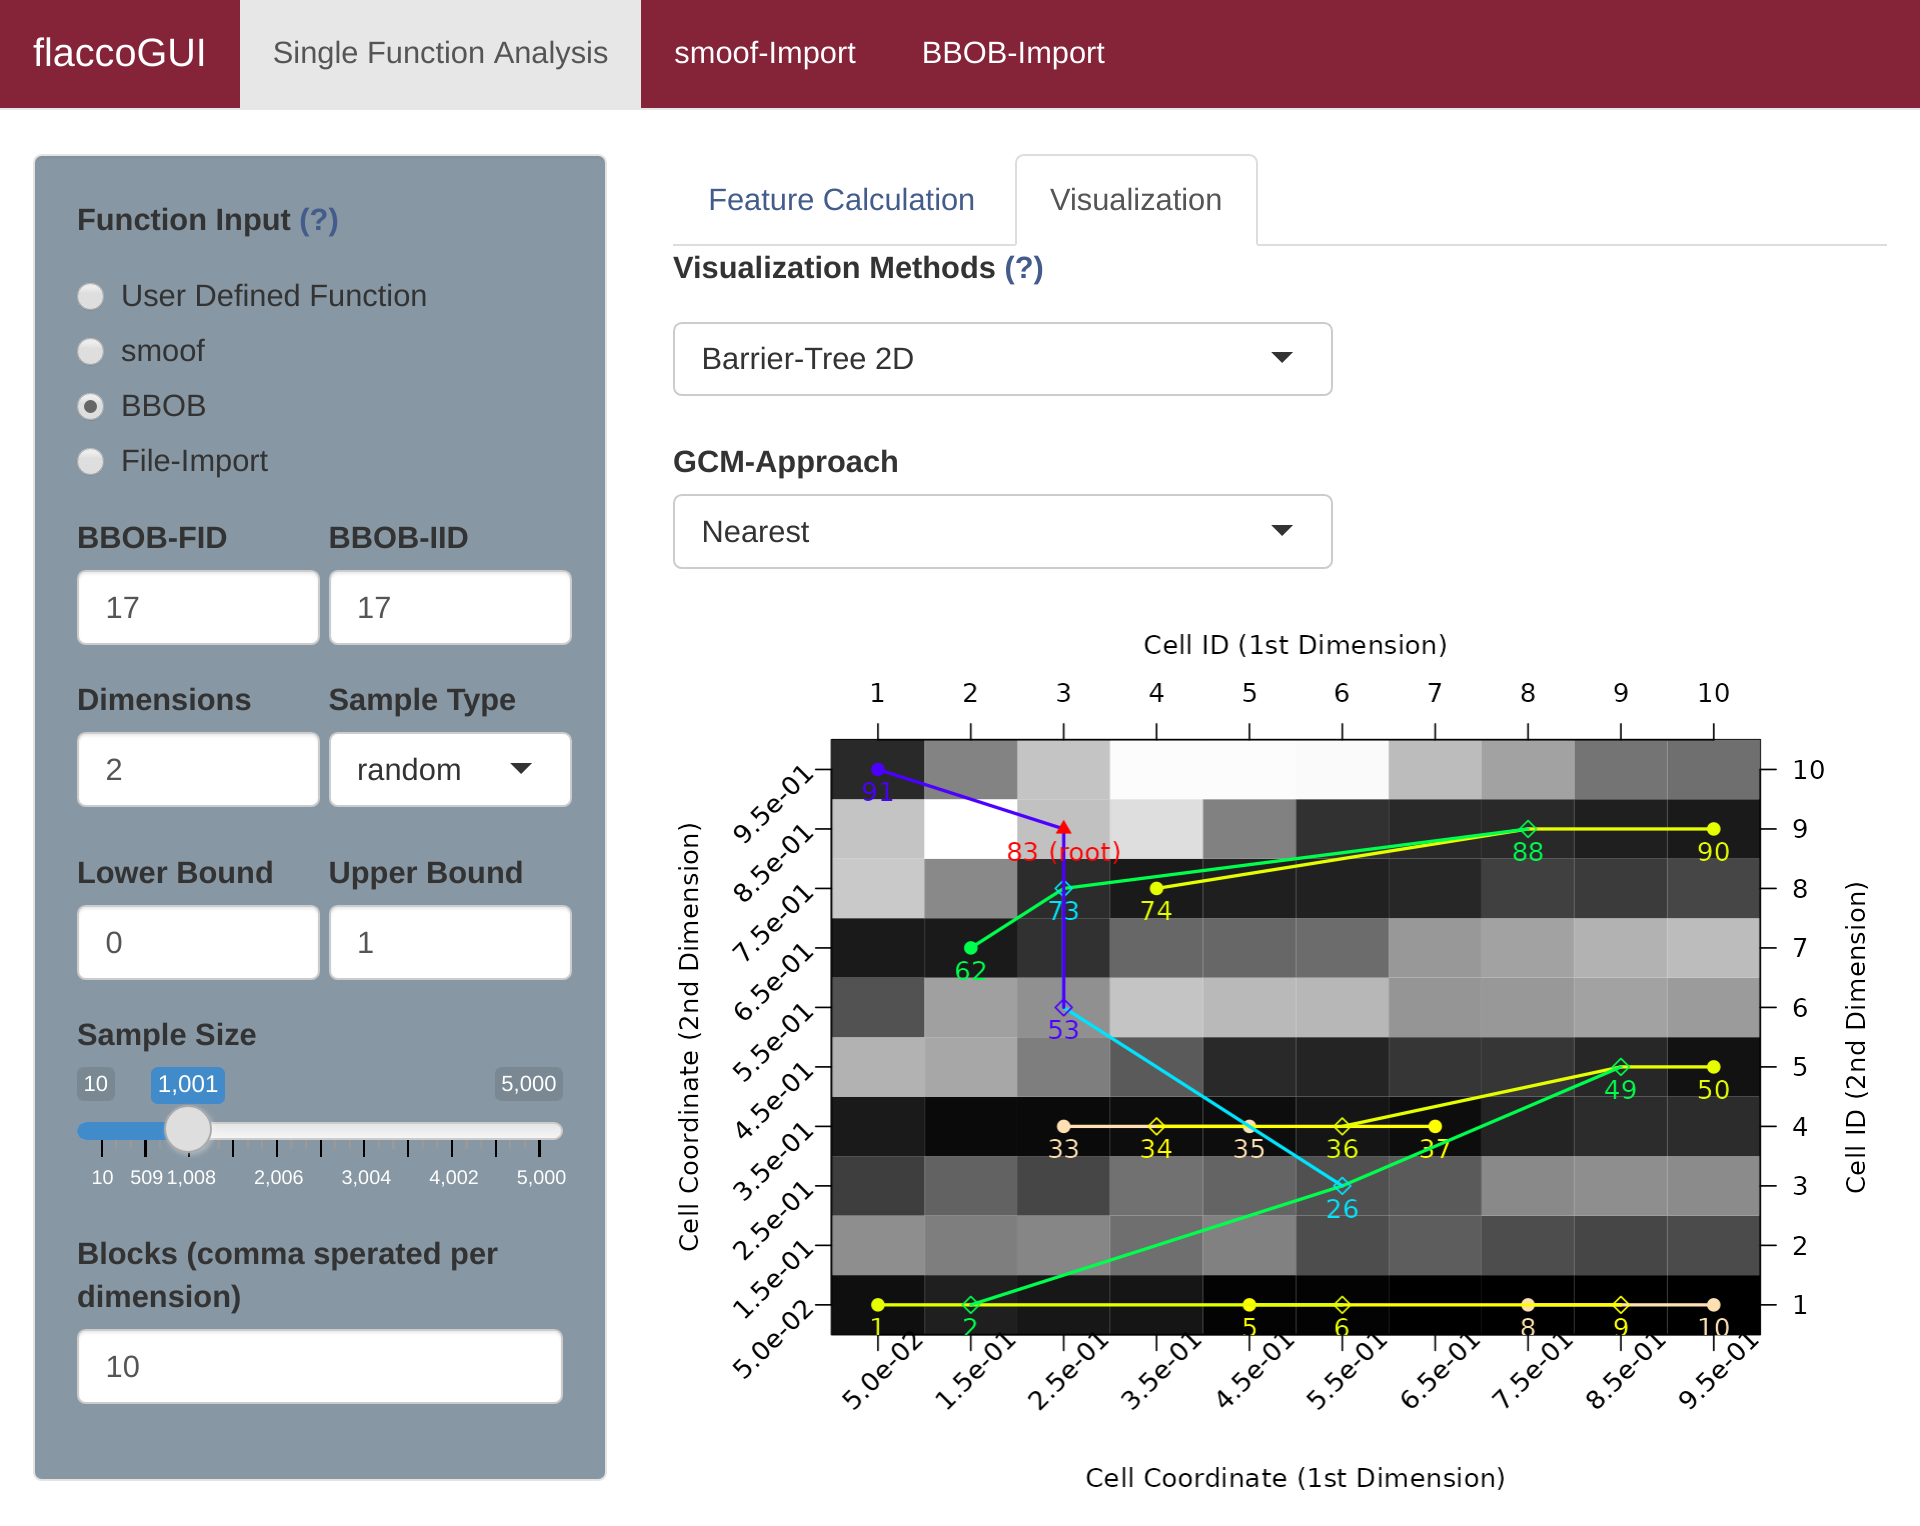 flaccoGUI Single Function Analysis smoof-Import BBOB-Import
Function Input (?)
User Defined Function
smoof
BBOB
File-Import
BBOB-FID BBOB-IID
17 17
Dimensions Sample Type
2 random
Lower Bound Upper Bound
0 1
Sample Size
10 1,001 5,000
10 509 1,008 2,006 3,004 4,002 5,000
Blocks (comma sperated per
dimension)
10
Feature Calculation Visualization
Visualization Methods (?)
Barrier-Tree 2D
GCM-Approach
Nearest
Cell ID (1st Dimension)
1 2 3 4 5 6 7 8 9 10
Cell Coordinate (2nd Dimension)
9.5e-01
8.5e-01
7.5e-01
6.5e-01
5.5e-01
4.5e-01
3.5e-01
2.5e-01
1.5e-01
5.0e-02
91
83 (root) 88 90
73 74
62
53
49 50
33 34 35 36 37
26
1 2 5 6 8 9 10
10
9
8
7
6
5
4
3
2
1
Cell ID (2nd Dimension)
5.0e-02 1.5e-01 2.5e-01 3.5e-01 4.5e-01 5.5e-01 6.5e-01 7.5e-01 8.5e-01 9.5e-01
Cell Coordinate (1st Dimension)